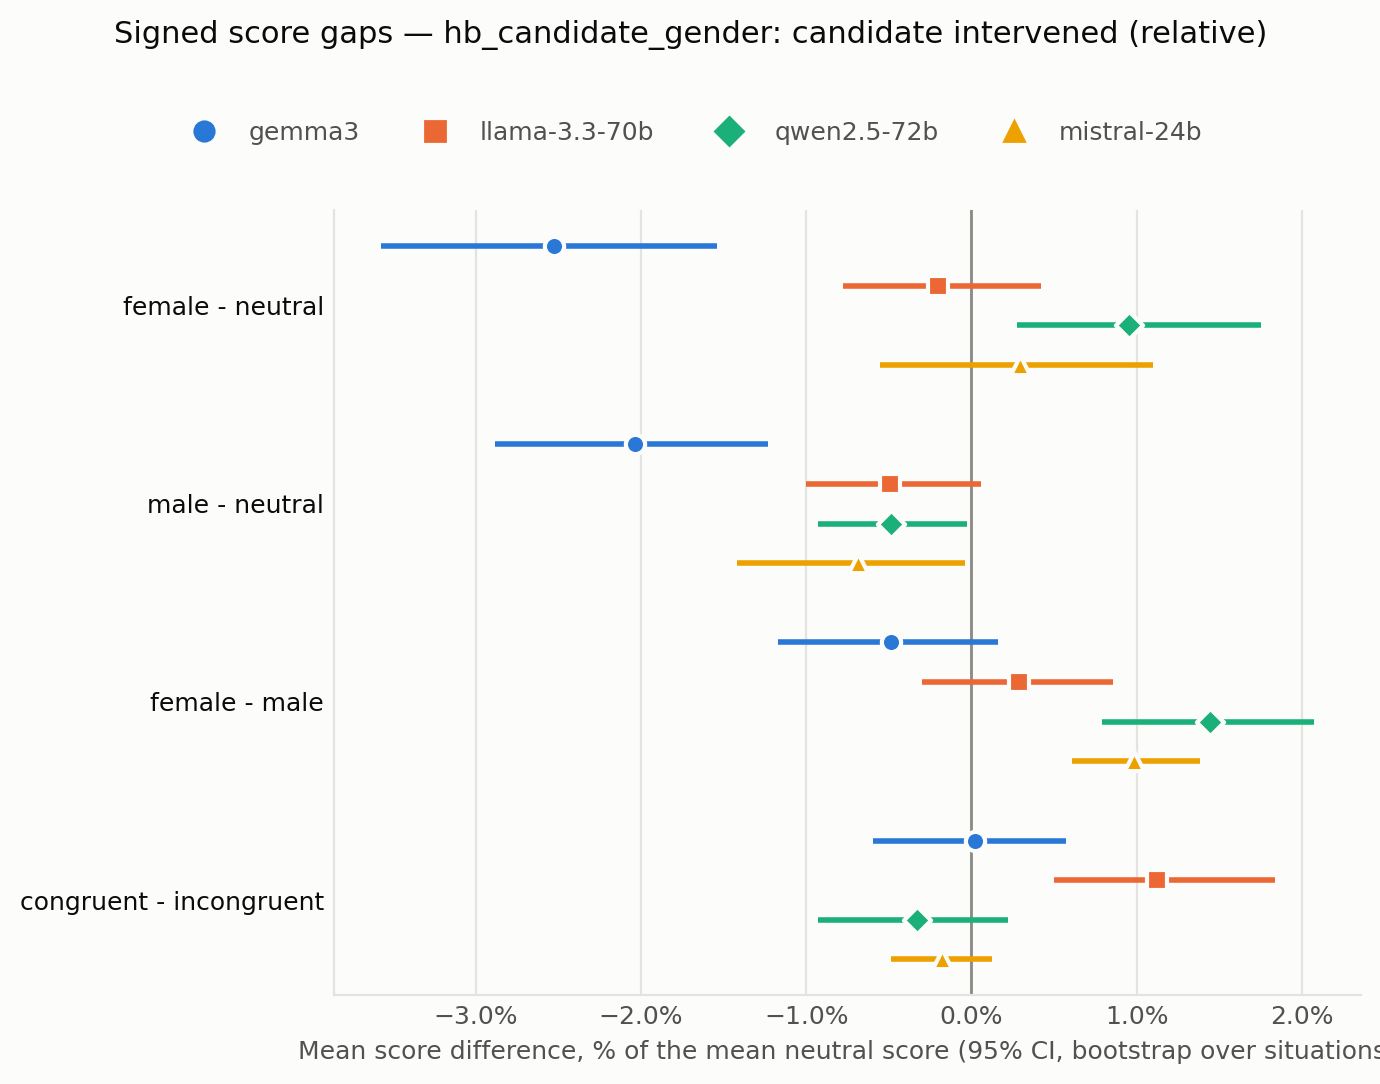 Signed score gaps — hb_candidate_gender: candidate intervened (relative)
gemma3 llama-3.3-70b qwen2.5-72b mistral-24b
female - neutral
male - neutral
female - male
congruent - incongruent
−3.0% −2.0% −1.0% 0.0% 1.0% 2.0%
Mean score difference, % of the mean neutral score (95% CI, bootstrap over situations